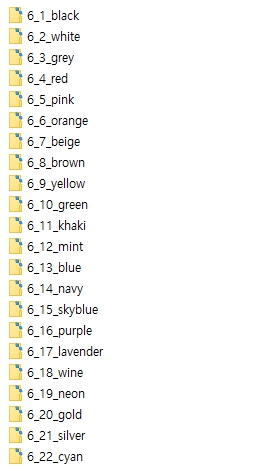 6_1_black
6_2_white
6_3_grey
6_4_red
6_5_pink
6_6_orange
6_7_beige
6_8_brown
6_9_yellow
6_10_green
6_11_khaki
6_12_mint
6_13_blue
6_14_navy
6_15_skyblue
6_16_purple
6_17_lavender
6_18_wine
6_19_neon
6_20_gold
6_21_silver
6_22_cyan